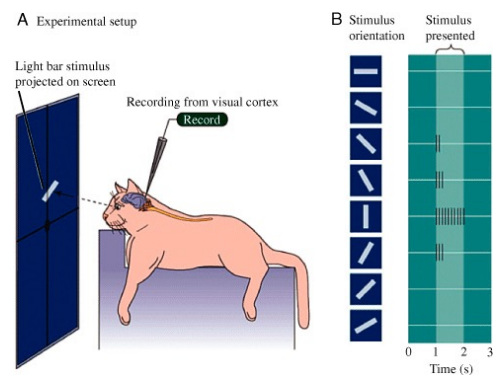 A Experimental setup
Light bar stimulus
projected on screen
Recording from visual cortex
Record
B Stimulus
orientation
Stimulus
presented
0 1 2 3
Time (s)